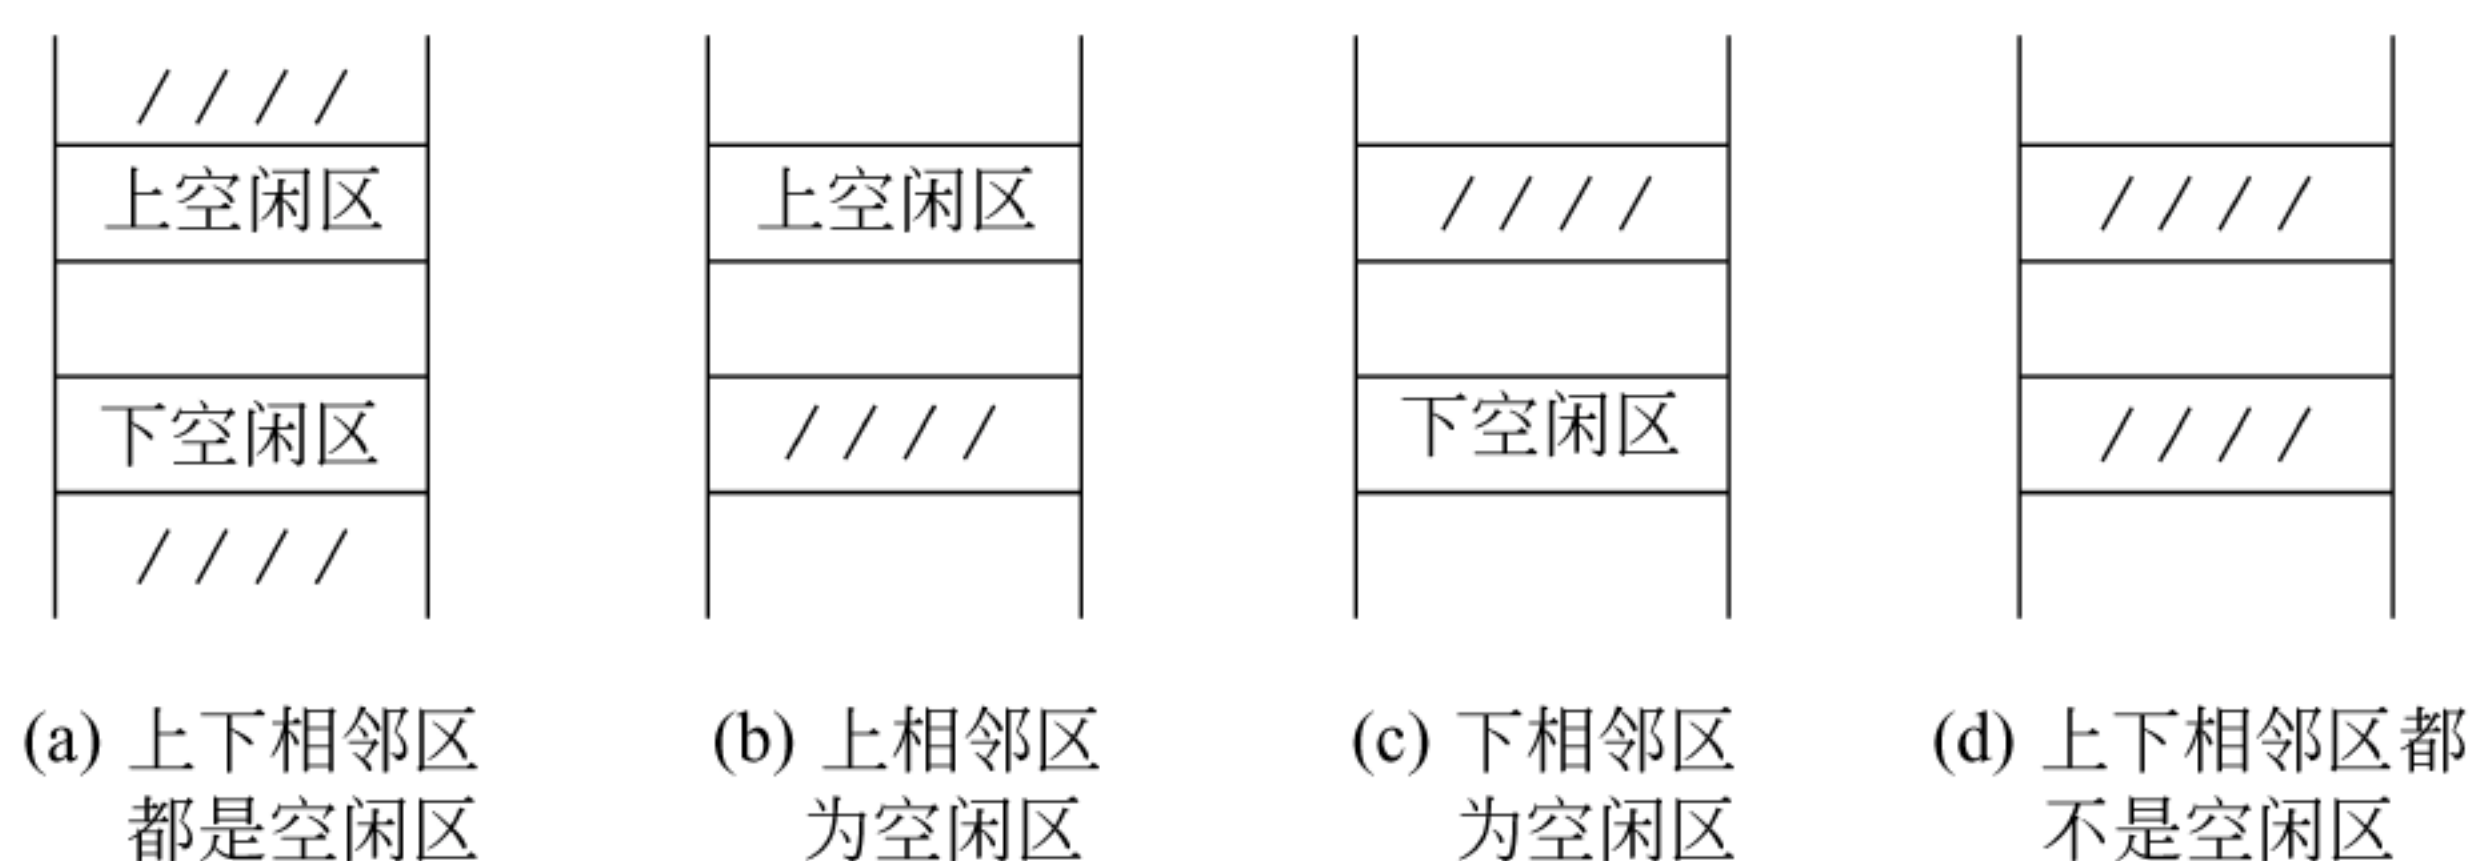 上空闲区 上空闲区
下空闲区 下空闲区
(a) 上下相邻区 (b) 上相邻区 (c) 下相邻区 (d) 上下相邻区都
都是空闲区 为空闲区 为空闲区 不是空闲区